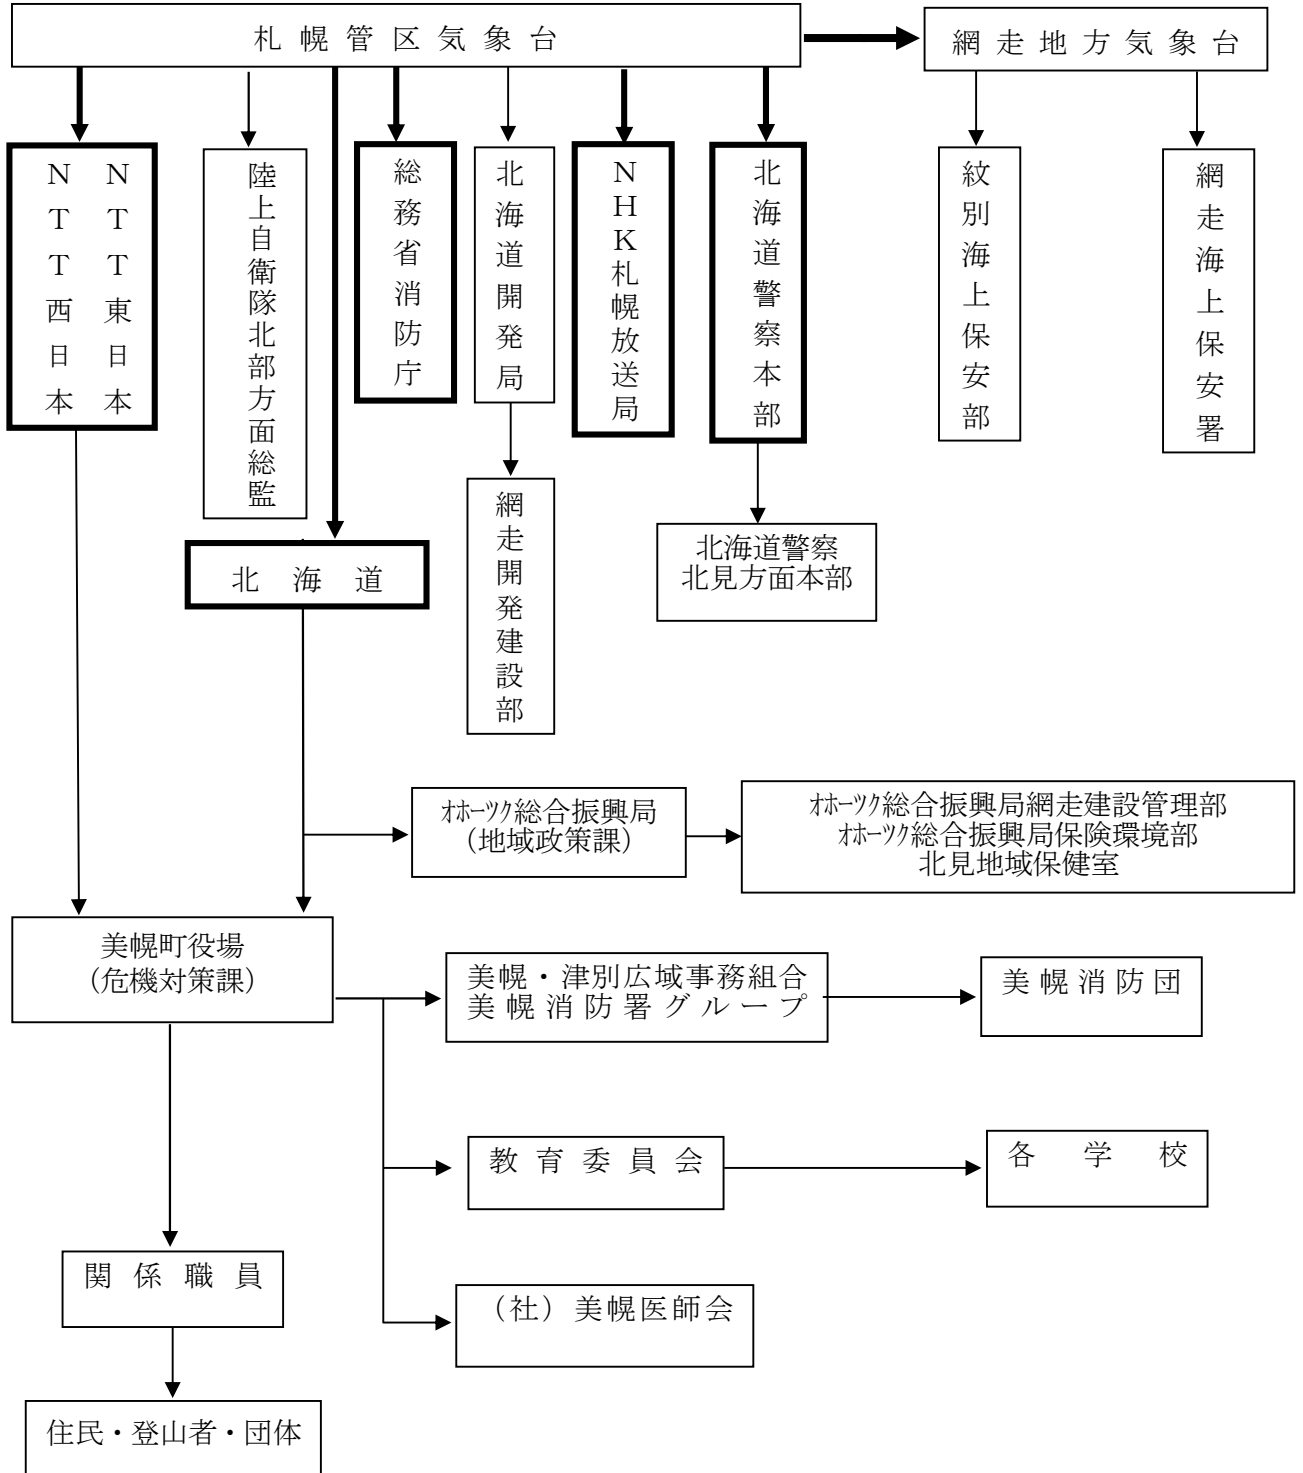 札幌管区気象台
網走地方気象台
ＮＴＴ東日本
ＮＴＴ西日本
陸上自衛隊北部方面総監
総務省消防庁
北海道開発局
ＮＨＫ札幌放送局
北海道警察本部
紋別海上保安部
網走海上保安署
北海道
網走開発建設部
北海道警察
北見方面本部
ｵﾎｰﾂｸ総合振興局
（地域政策課）
ｵﾎｰﾂｸ総合振興局網走建設管理部
ｵﾎｰﾂｸ総合振興局保険環境部
北見地域保健室
美幌町役場
（危機対策課）
美幌・津別広域事務組合
美幌消防署グループ
美幌消防団
教育委員会
各学校
関係職員
（社）美幌医師会
住民・登山者・団体